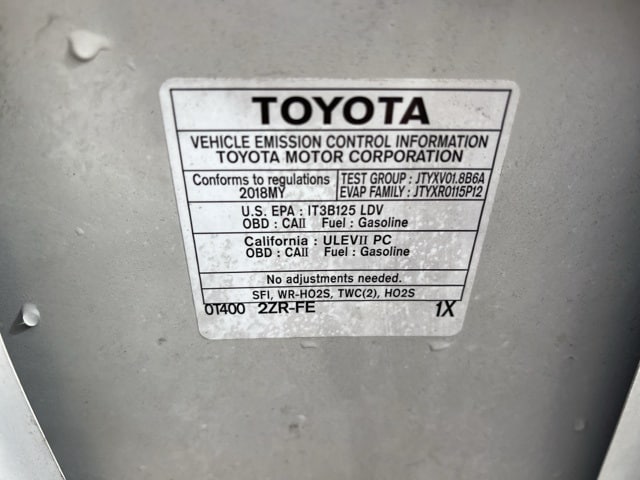 TOYOTA
VEHICLE EMISSION CONTROL INFORMATION
TOYOTA MOTOR CORPORATION
Conforms to regulations
2018MY
TEST GROUP : JTYXV01.8B6A
EVAP FAMILY : JTYXR0115P12
U.S. EPA : IT3B125 LDV
OBD : CAII Fuel : Gasoline
California : ULEVII PC
OBD : CAII Fuel : Gasoline
No adjustments needed.
SFI, WR-HO2S, TWC(2), HO2S
0T400 2ZR-FE 1X